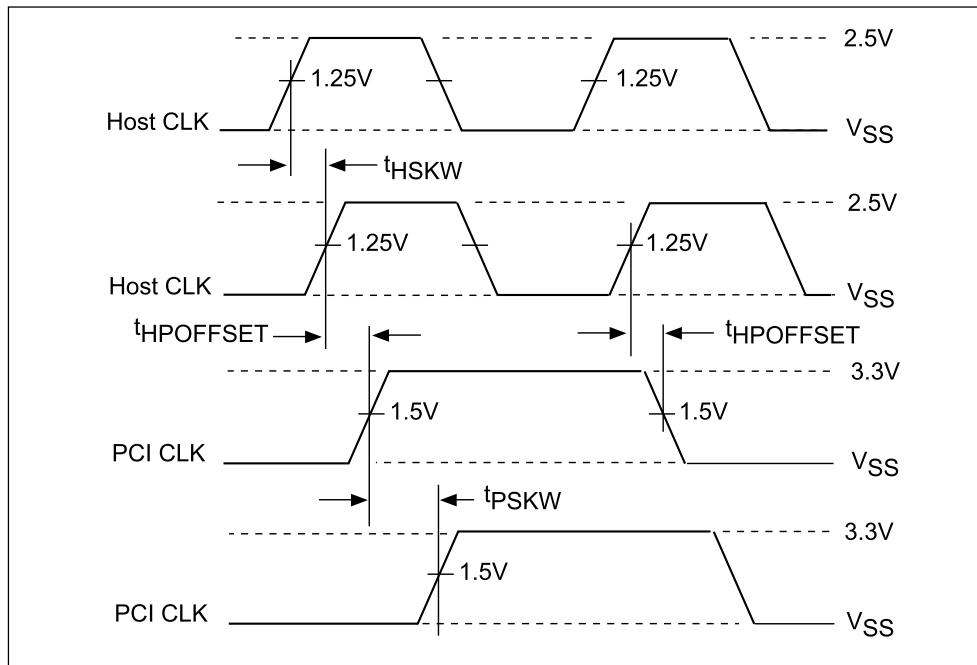 2.5V
1.25V 1.25V
Host CLK VSS
tHSKW
2.5V
1.25V 1.25V
Host CLK VSS
tHPOFFSET tHPOFFSET
3.3V
1.5V 1.5V
PCI CLK VSS
tPSKW
3.3V
1.5V
PCI CLK VSS